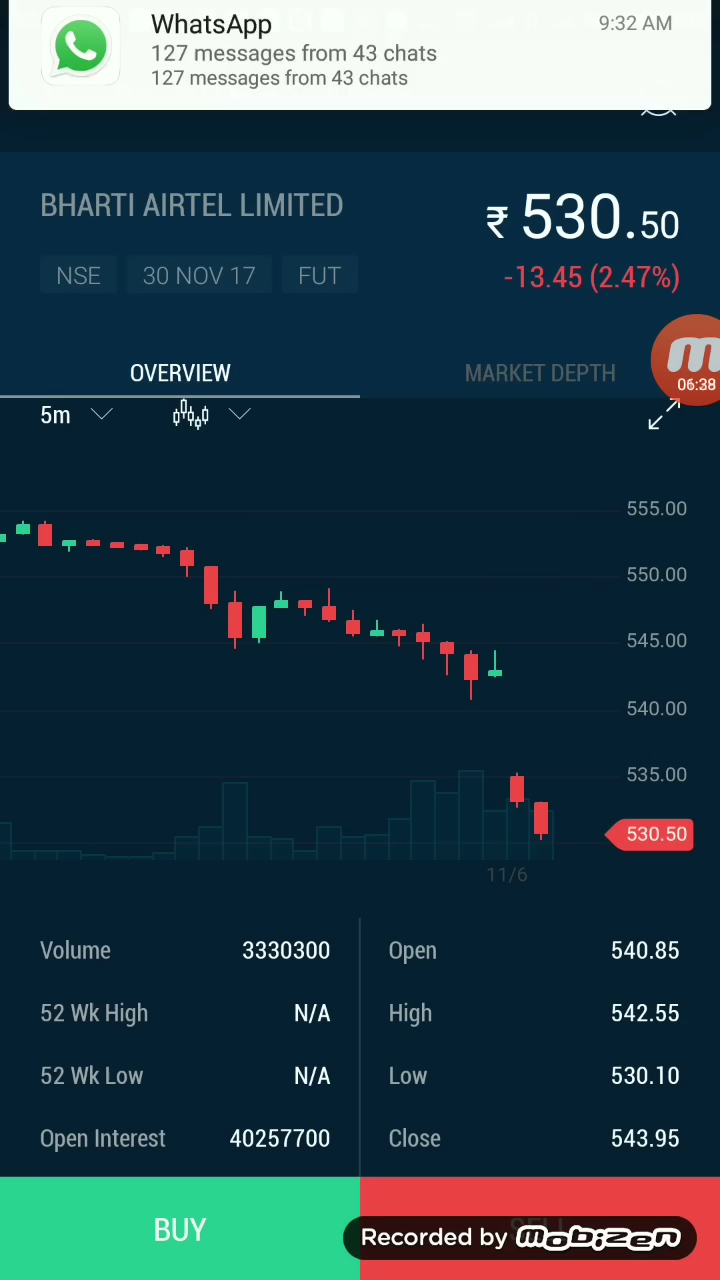 WhatsApp
9:32 AM
127 messages from 43 chats
127 messages from 43 chats
BHARTI AIRTEL LIMITED
₹ 530.50
NSE
30 NOV 17
FUT
-13.45 (2.47%)
OVERVIEW
MARKET DEPTH
06:38
5m
555.00
550.00
545.00
540.00
535.00
530.50
11/6
Volume 3330300
Open 540.85
52 Wk High N/A
High 542.55
52 Wk Low N/A
Low 530.10
Open Interest 40257700
Close 543.95
BUY
SELL
Recorded by mobizen